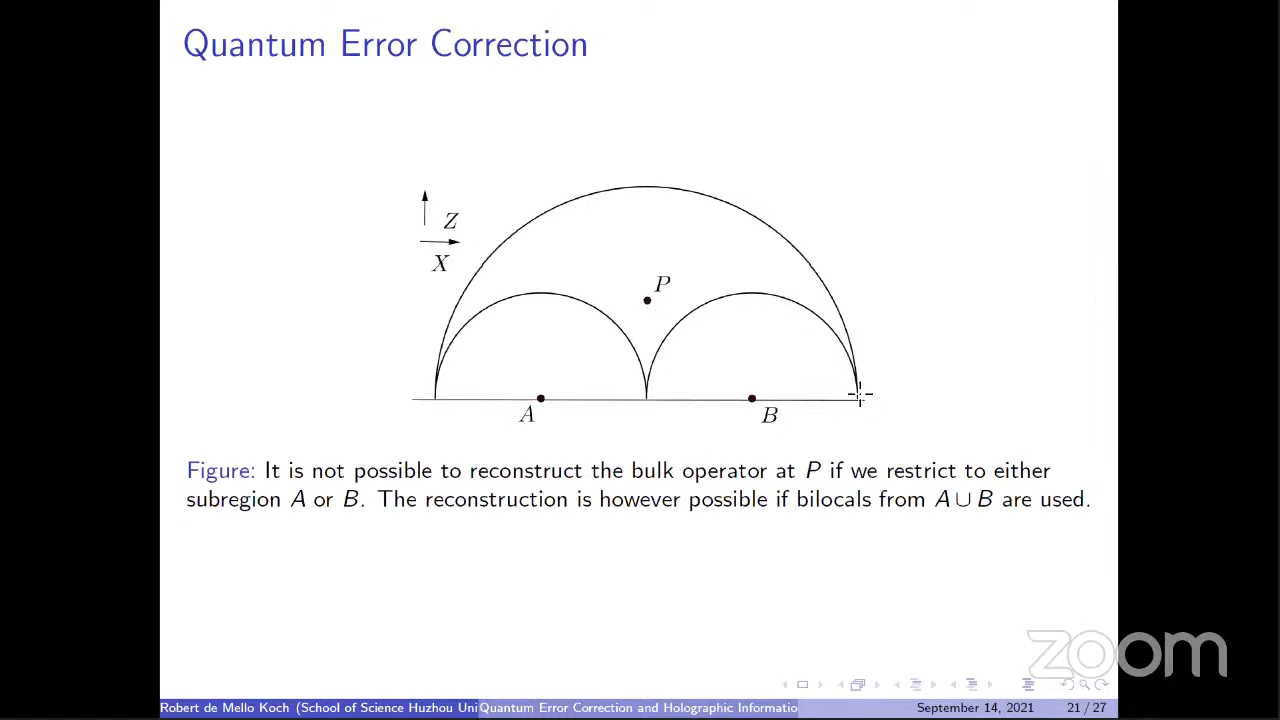 Quantum Error Correction
Z
X
P
A
B
Figure: It is not possible to reconstruct the bulk operator at P if we restrict to either
subregion A or B. The reconstruction is however possible if bilocals from A ∪ B are used.
zoom
Robert de Mello Koch (School of Science Huzhou Uni Quantum Error Correction and Holographic Informatio September 14, 2021 21 / 27